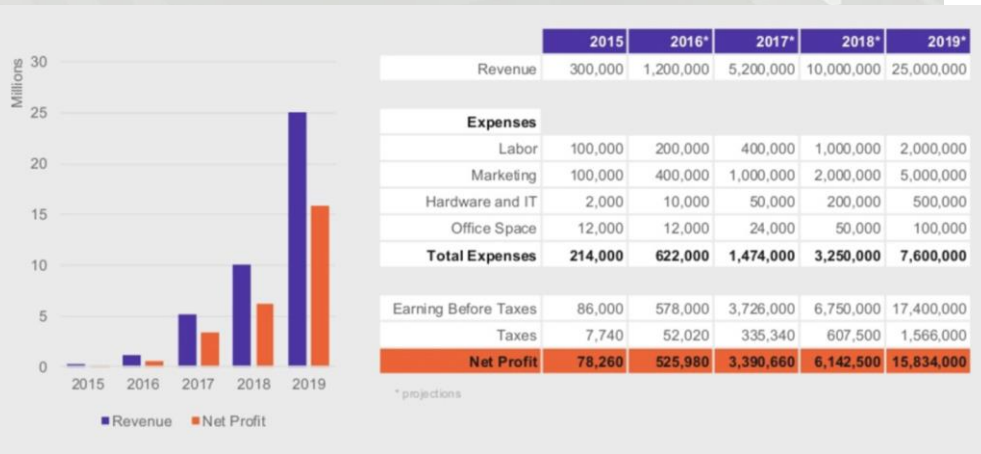 Millions
30
25
20
15
10
5
0
2015 2016 2017 2018 2019
Revenue Net Profit
2015 2016* 2017* 2018* 2019*
Revenue 300,000 1,200,000 5,200,000 10,000,000 25,000,000
Expenses
Labor 100,000 200,000 400,000 1,000,000 2,000,000
Marketing 100,000 400,000 1,000,000 2,000,000 5,000,000
Hardware and IT 2,000 10,000 50,000 200,000 500,000
Office Space 12,000 12,000 24,000 50,000 100,000
Total Expenses 214,000 622,000 1,474,000 3,250,000 7,600,000
Earning Before Taxes 86,000 578,000 3,726,000 6,750,000 17,400,000
Taxes 7,740 52,020 335,340 607,500 1,566,000
Net Profit 78,260 525,980 3,390,660 6,142,500 15,834,000
* projections